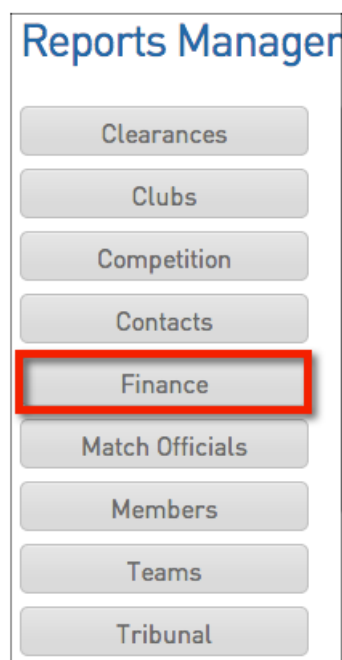 Reports Manager
Clearances
Clubs
Competition
Contacts
Finance
Match Officials
Members
Teams
Tribunal